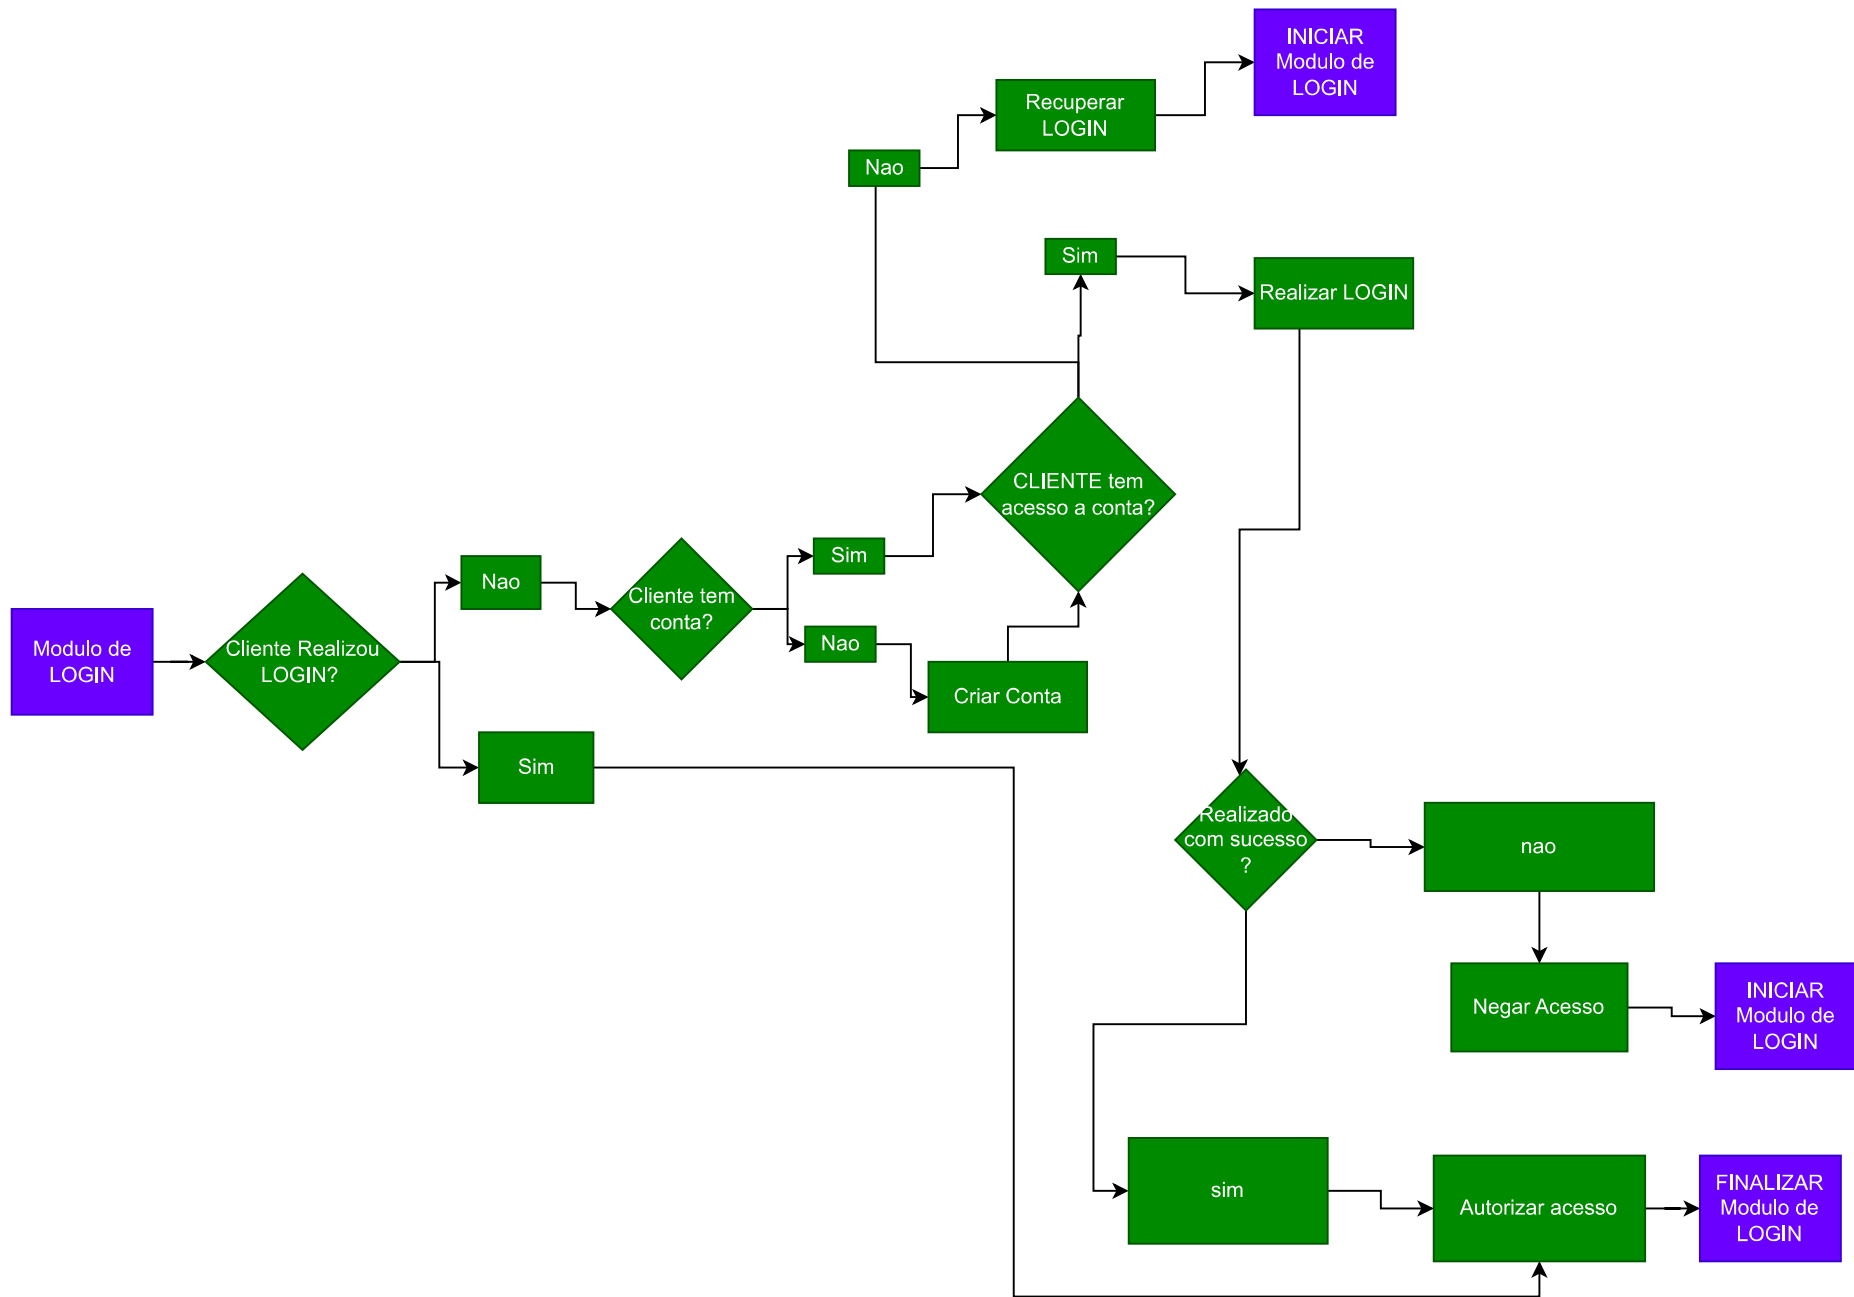 INICIAR
Modulo de
LOGIN
Recuperar
LOGIN
Nao
Sim
Realizar LOGIN
CLIENTE tem
acesso a conta?
Sim
Nao
Cliente tem
conta?
Nao
Criar Conta
Modulo de
LOGIN
Cliente Realizou
LOGIN?
Sim
Realizado
com sucesso
?
nao
Negar Acesso
INICIAR
Modulo de
LOGIN
sim
Autorizar acesso
FINALIZAR
Modulo de
LOGIN